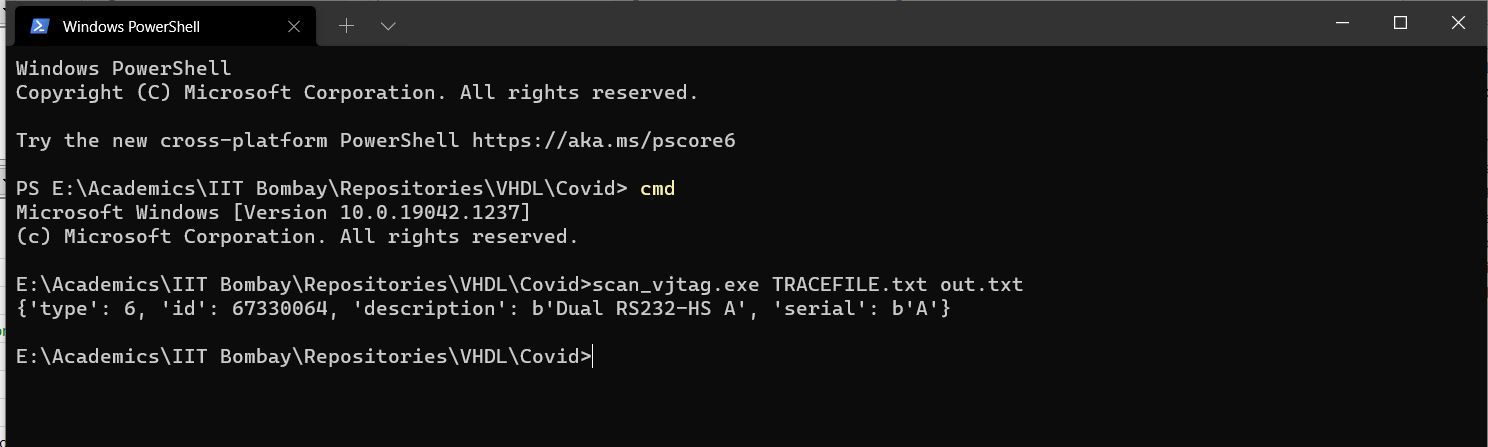 Windows PowerShell
Windows PowerShell
Copyright (C) Microsoft Corporation. All rights reserved.
Try the new cross-platform PowerShell https://aka.ms/pscore6
PS E:\Academics\IIT Bombay\Repositories\VHDL\Covid> cmd
Microsoft Windows [Version 10.0.19042.1237]
(c) Microsoft Corporation. All rights reserved.
E:\Academics\IIT Bombay\Repositories\VHDL\Covid>scan_vjtag.exe TRACEFILE.txt out.txt
{'type': 6, 'id': 67330064, 'description': b'Dual RS232-HS A', 'serial': b'A'}
E:\Academics\IIT Bombay\Repositories\VHDL\Covid>